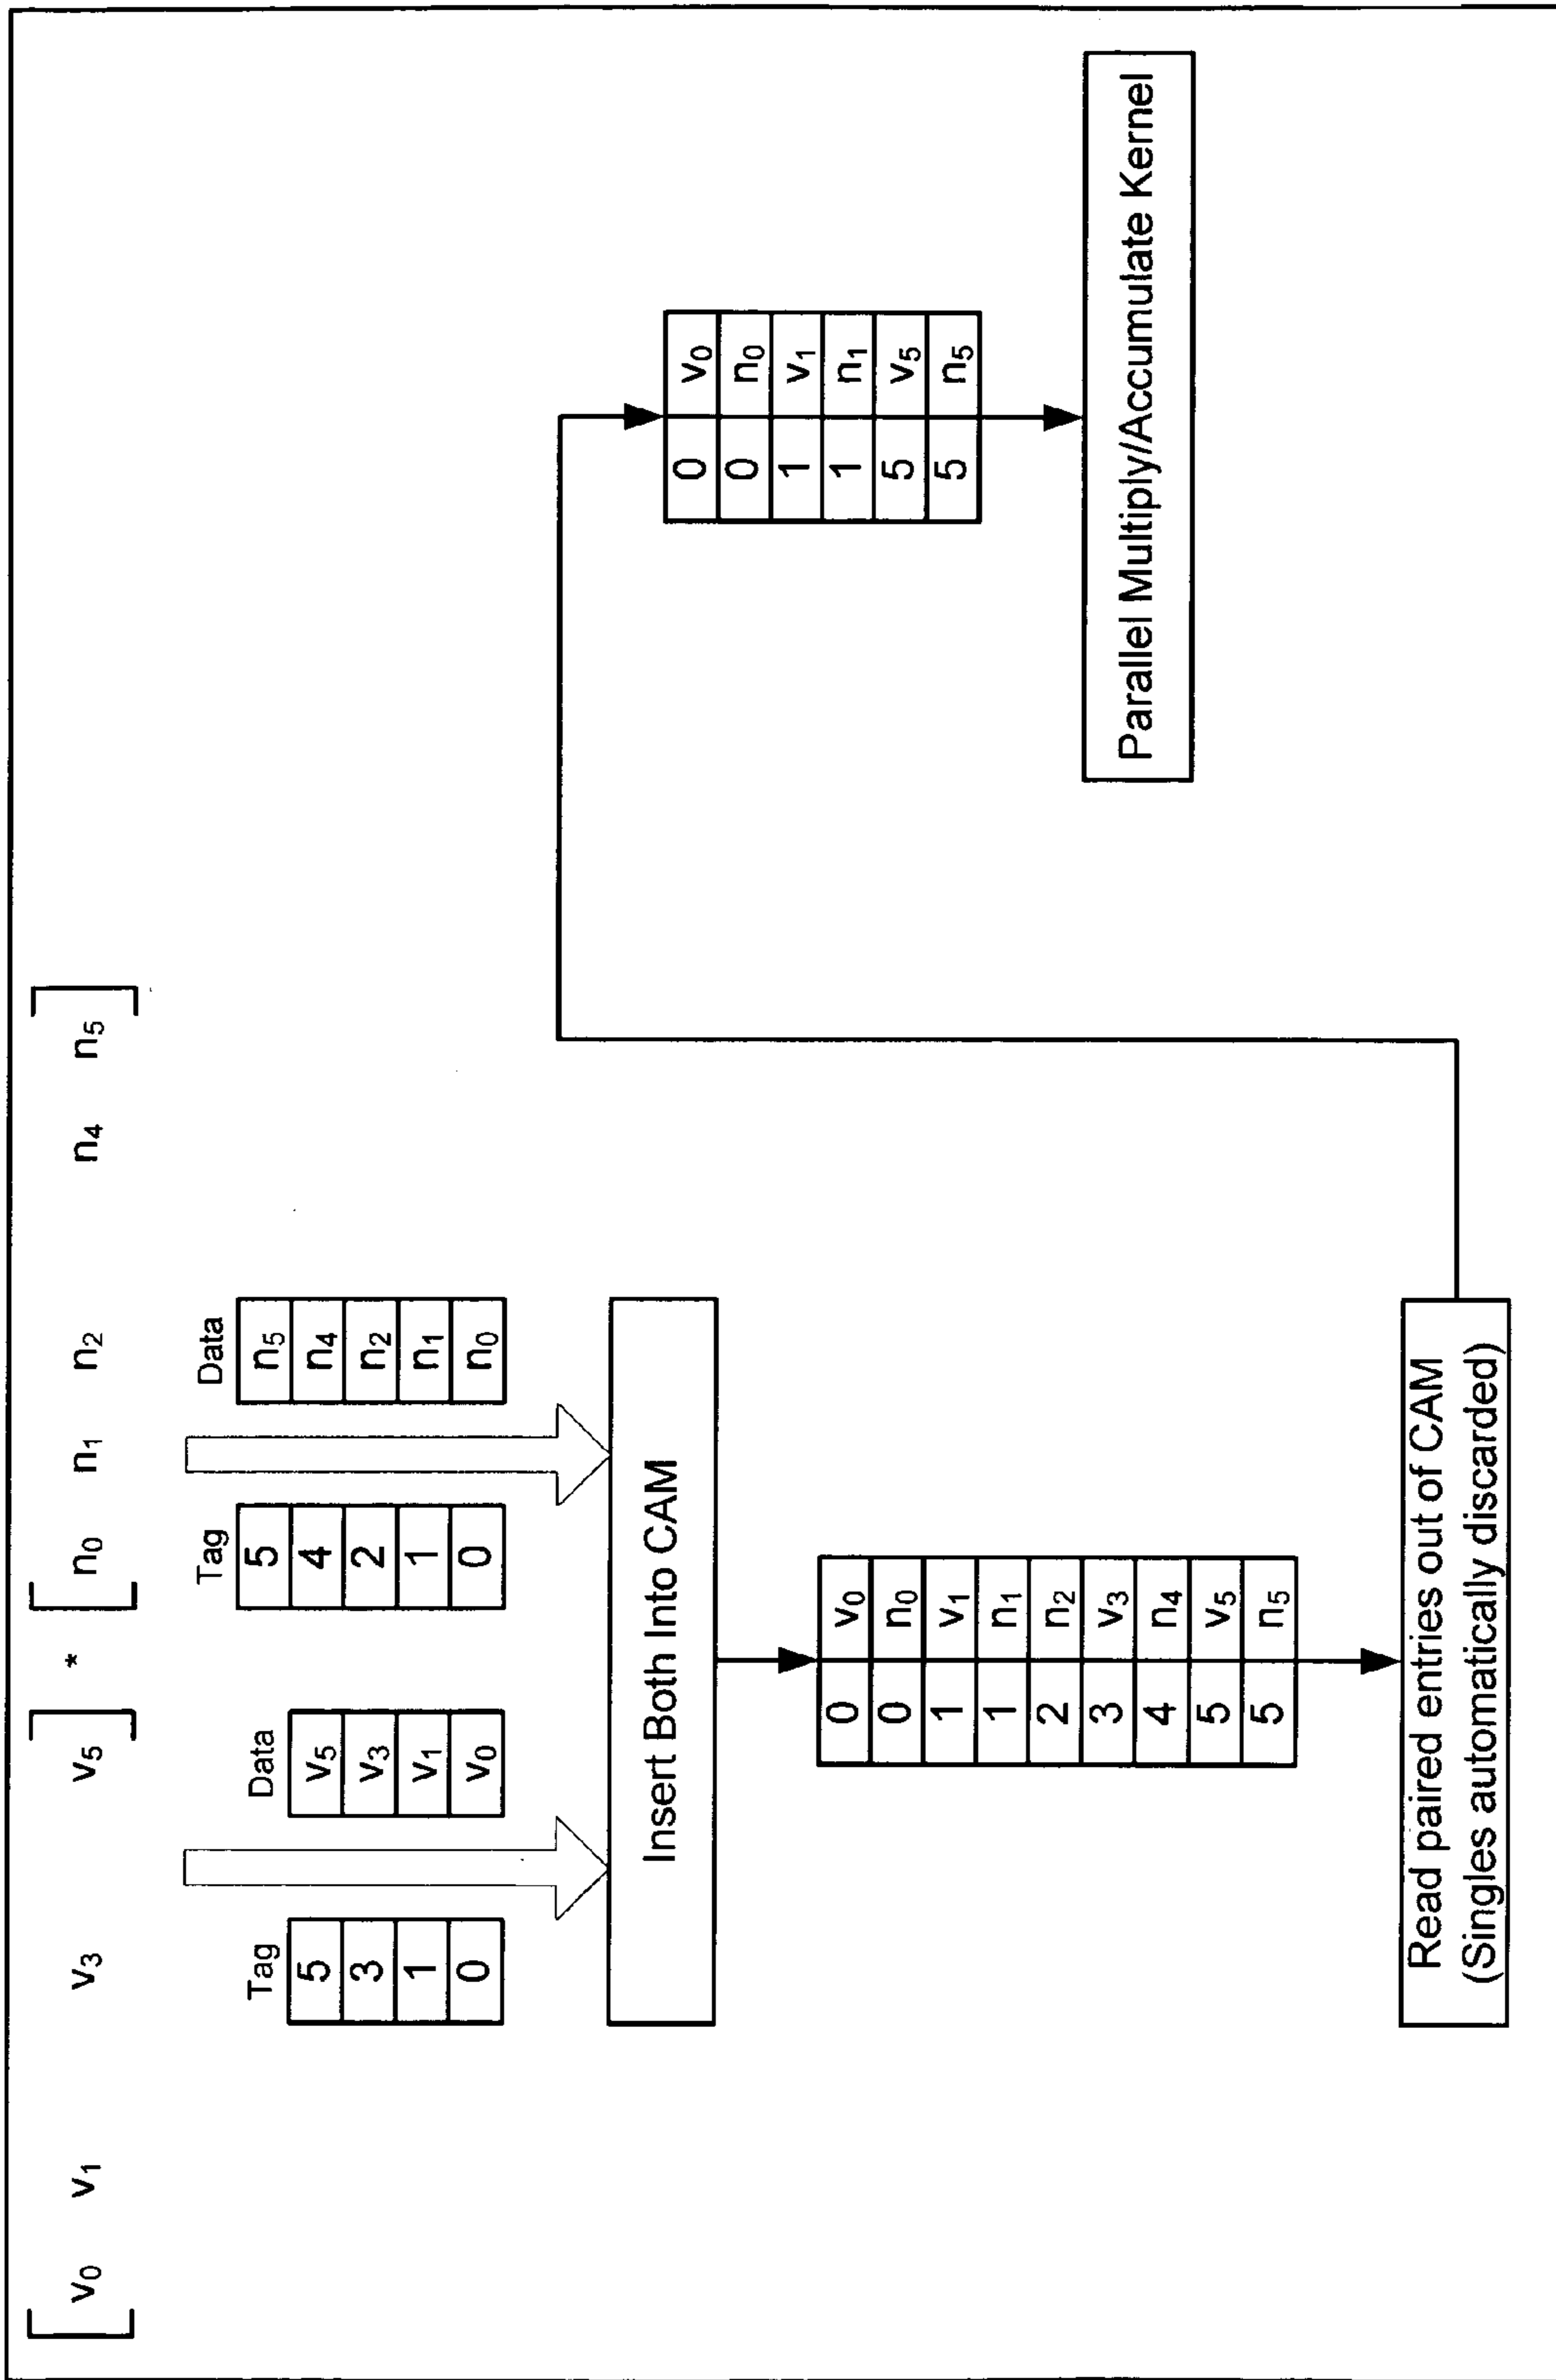 [ v₀ v₁ v₃ v₅ ] * [ n₀ n₁ n₂ n₄ n₅ ]
Tag Data
5 v₅
3 v₃
1 v₁
0 v₀
Tag Data
5 n₅
4 n₄
2 n₂
1 n₁
0 n₀
Insert Both Into CAM
0 v₀
0 n₀
1 v₁
1 n₁
2 n₂
3 v₃
4 n₄
5 v₅
5 n₅
Read paired entries out of CAM
(Singles automatically discarded)
0 v₀
0 n₀
1 v₁
1 n₁
5 v₅
5 n₅
Parallel Multiply/Accumulate Kernel